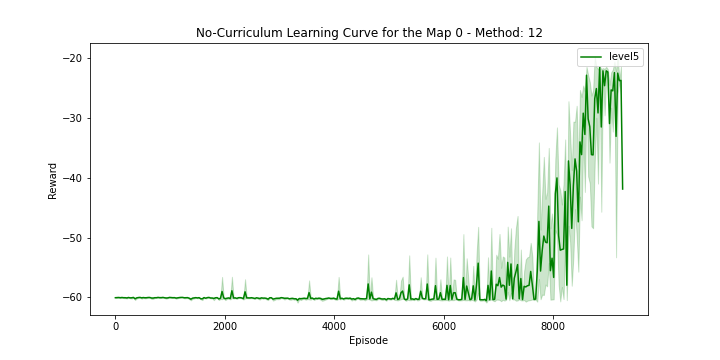 No-Curriculum Learning Curve for the Map 0 - Method: 12
level5
−20
−30
−40
−50
−60
Reward
0
2000
4000
6000
8000
Episode